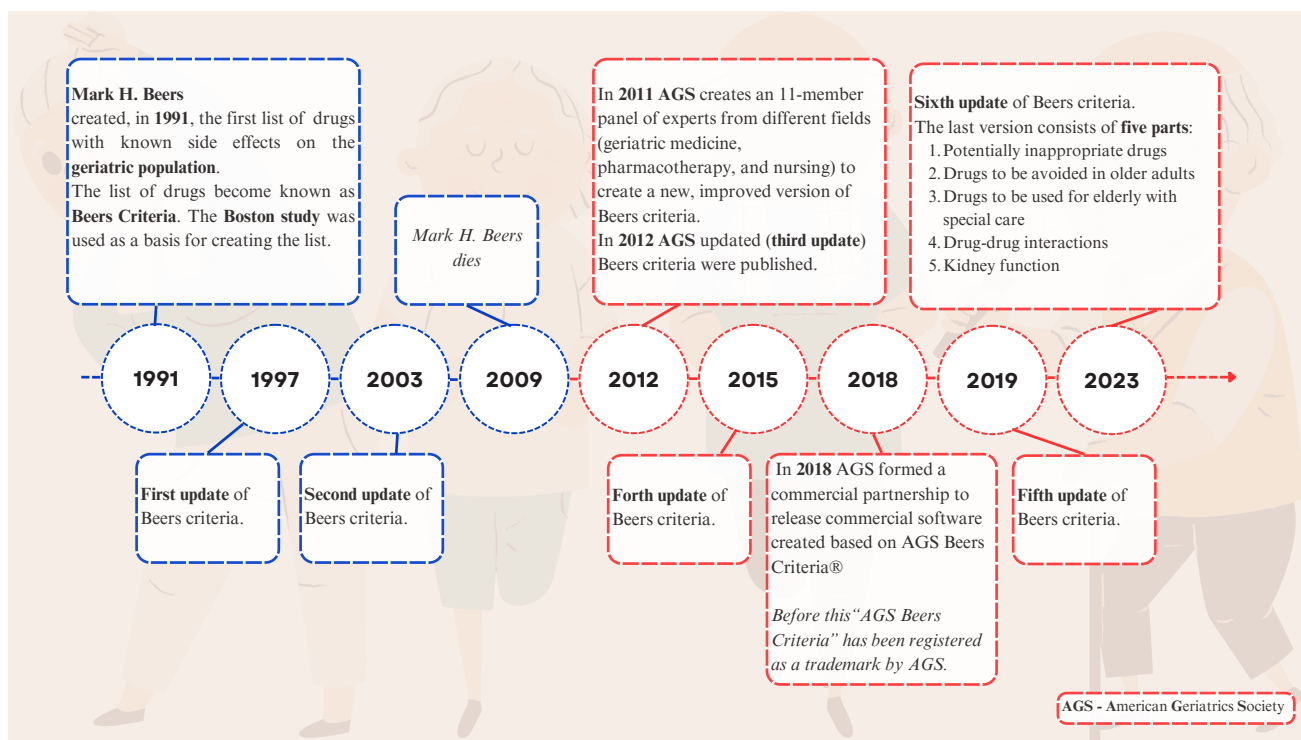 Mark H. Beers
created, in 1991, the first list of drugs
with known side effects on the
geriatric population.
The list of drugs become known as
Beers Criteria. The Boston study was
used as a basis for creating the list.
Mark H. Beers
dies
In 2011 AGS creates an 11-member
panel of experts from different fields
(geriatric medicine,
pharmacotherapy, and nursing) to
create a new, improved version of
Beers criteria.
In 2012 AGS updated (third update)
Beers criteria were published.
Sixth update of Beers criteria.
The last version consists of five parts:
1. Potentially inappropriate drugs
2. Drugs to be avoided in older adults
3. Drugs to be used for elderly with
special care
4. Drug-drug interactions
5. Kidney function
1991
1997
2003
2009
2012
2015
2018
2019
2023
First update of
Beers criteria.
Second update of
Beers criteria.
Forth update of
Beers criteria.
In 2018 AGS formed a
commercial partnership to
release commercial software
created based on AGS Beers
Criteria®
Before this“AGS Beers
Criteria” has been registered
as a trademark by AGS.
Fifth update of
Beers criteria.
AGS - American Geriatrics Society